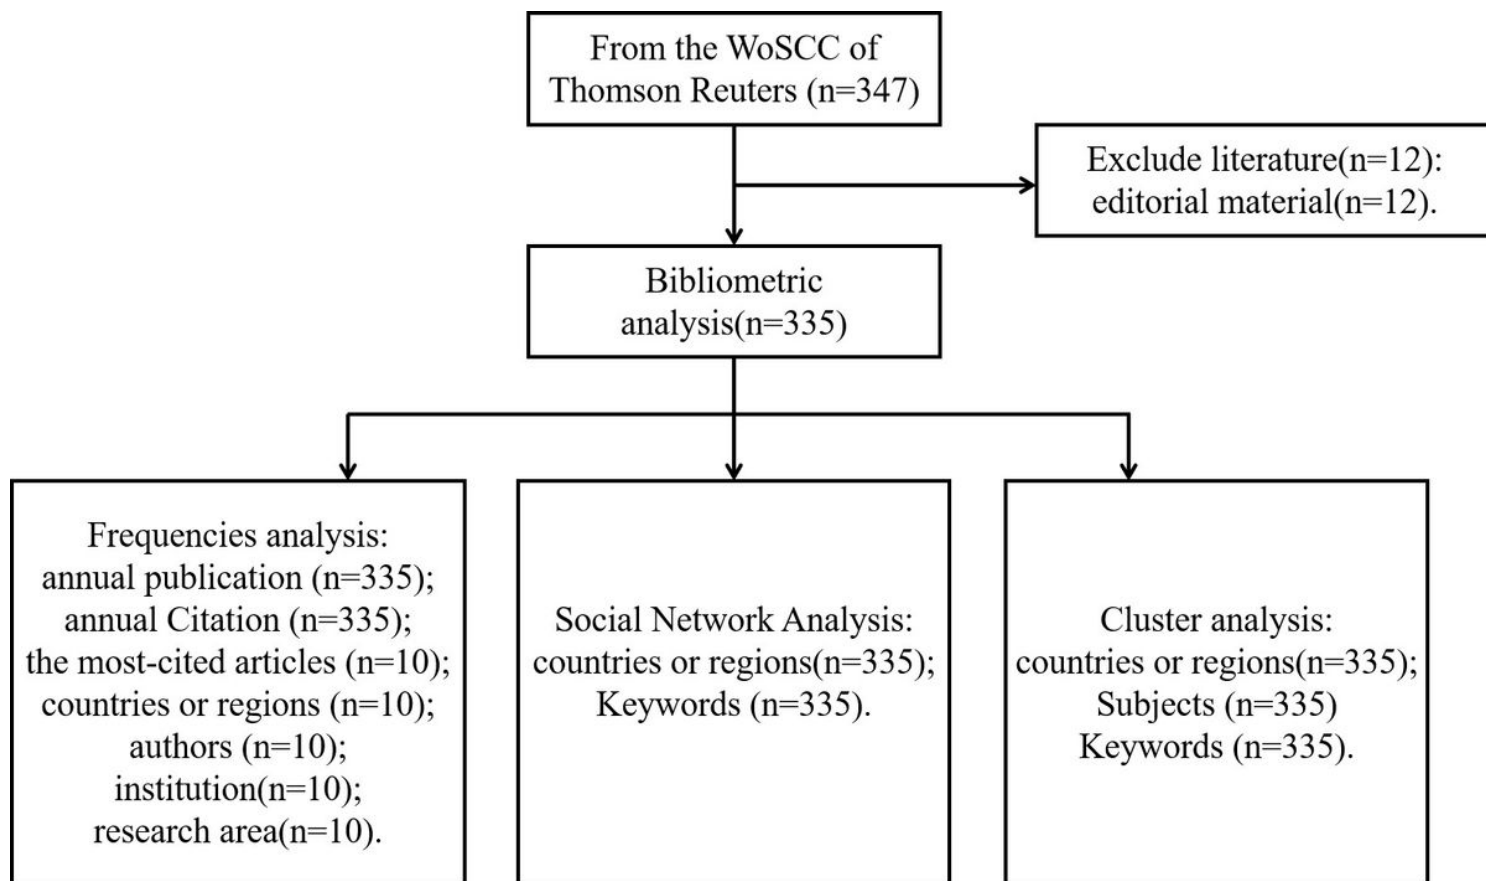 From the WoSCC of
Thomson Reuters (n=347)
Exclude literature(n=12):
editorial material(n=12).
Bibliometric
analysis(n=335)
Frequencies analysis:
annual publication (n=335);
annual Citation (n=335);
the most-cited articles (n=10);
countries or regions (n=10);
authors (n=10);
institution(n=10);
research area(n=10).
Social Network Analysis:
countries or regions(n=335);
Keywords (n=335).
Cluster analysis:
countries or regions(n=335);
Subjects (n=335)
Keywords (n=335).